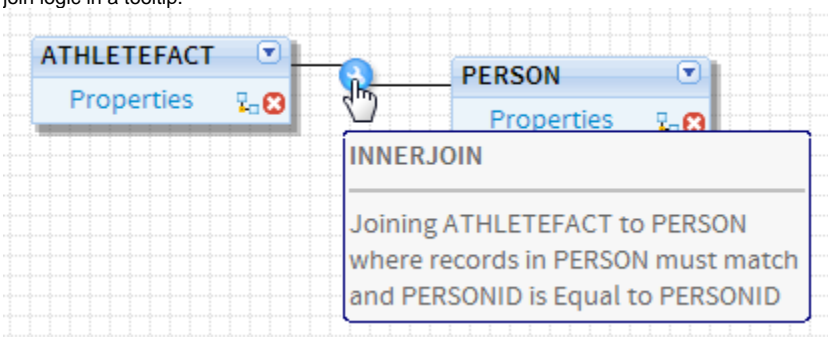 join logic in a tooltip.
ATHLETEFACT
Properties
PERSON
Properties
INNERJOIN
Joining ATHLETEFACT to PERSON
where records in PERSON must match
and PERSONID is Equal to PERSONID